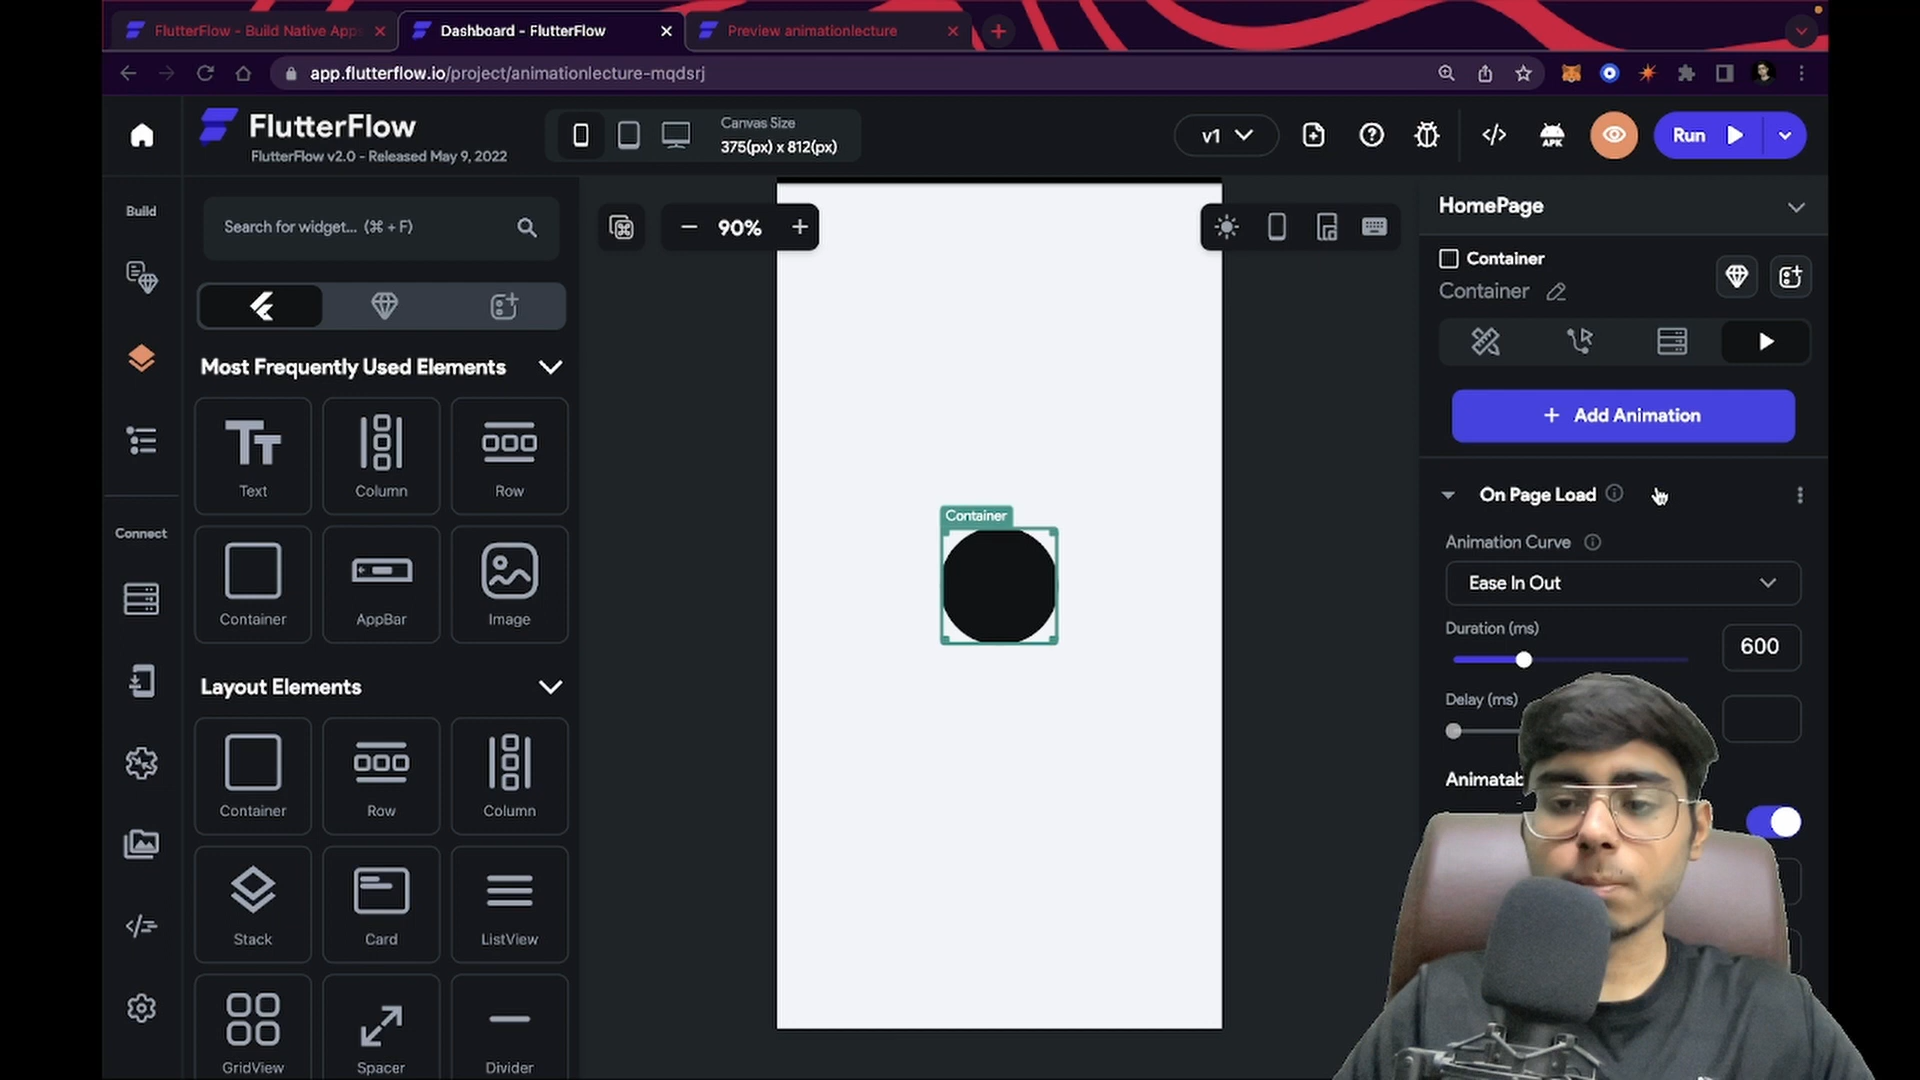 FlutterFlow - Build Native Apps
Dashboard - FlutterFlow
Preview animationlecture
app.flutterflow.io/project/animationlecture-mqdsrj
FlutterFlow
FlutterFlow v2.0 - Released May 9, 2022
Canvas Size
375(px) x 812(px)
v1
APK
Run
Build
Search for widget... (⌘ + F)
90%
HomePage
Container
Container
Most Frequently Used Elements
Add Animation
Text
Column
Row
On Page Load
Connect
Container
Animation Curve
Ease In Out
Container
AppBar
Image
Duration (ms)
600
Layout Elements
Delay (ms)
Container
Row
Column
Stack
Card
ListView
GridView
Spacer
Divider